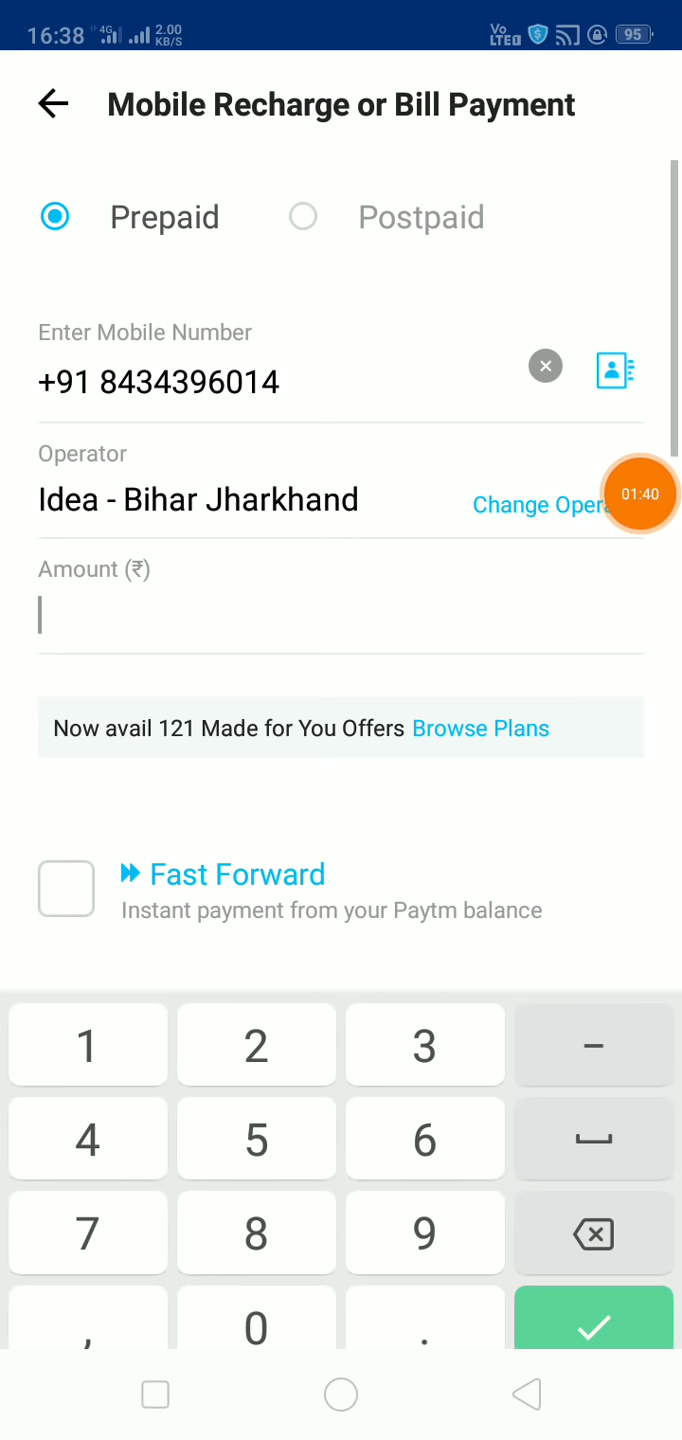 16:38 4G 2.00 KB/S Vo LTE 95
Mobile Recharge or Bill Payment
Prepaid Postpaid
Enter Mobile Number
+91 8434396014
Operator
Idea - Bihar Jharkhand Change Oper
01:40
Amount (₹)
Now avail 121 Made for You Offers Browse Plans
Fast Forward
Instant payment from your Paytm balance
1 2 3 -
4 5 6
7 8 9
, 0 .